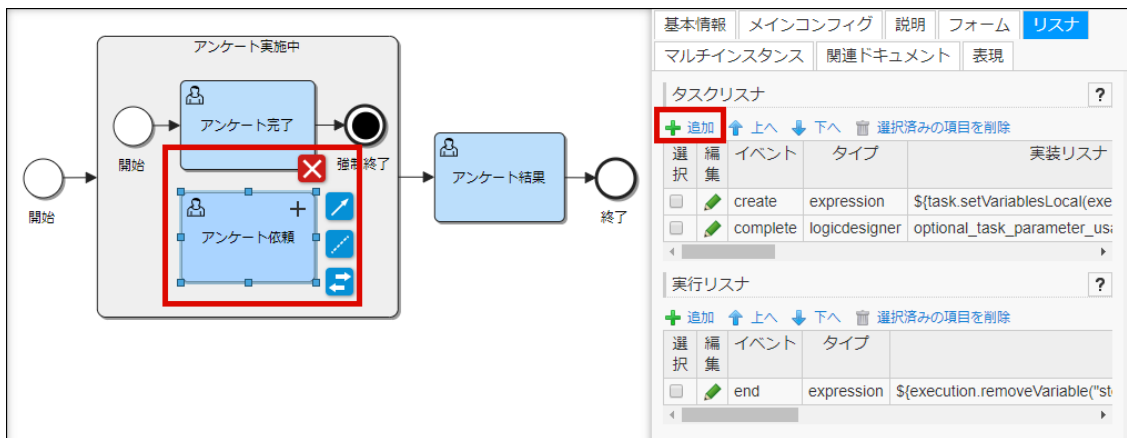 アンケート実施中
アンケート完了
開始
強制終了
アンケート依頼
開始
アンケート結果
終了
基本情報 メインコンフィグ 説明 フォーム リスナ
マルチインスタンス 関連ドキュメント 表現
タスクリスナ ?
追加 上へ 下へ 選択済みの項目を削除
選択 編集 イベント タイプ 実装リスナ
create expression ${task.setVariablesLocal(exe
complete logicdesigner optional_task_parameter_usa
実行リスナ ?
追加 上へ 下へ 選択済みの項目を削除
選択 編集 イベント タイプ
end expression ${execution.removeVariable("st